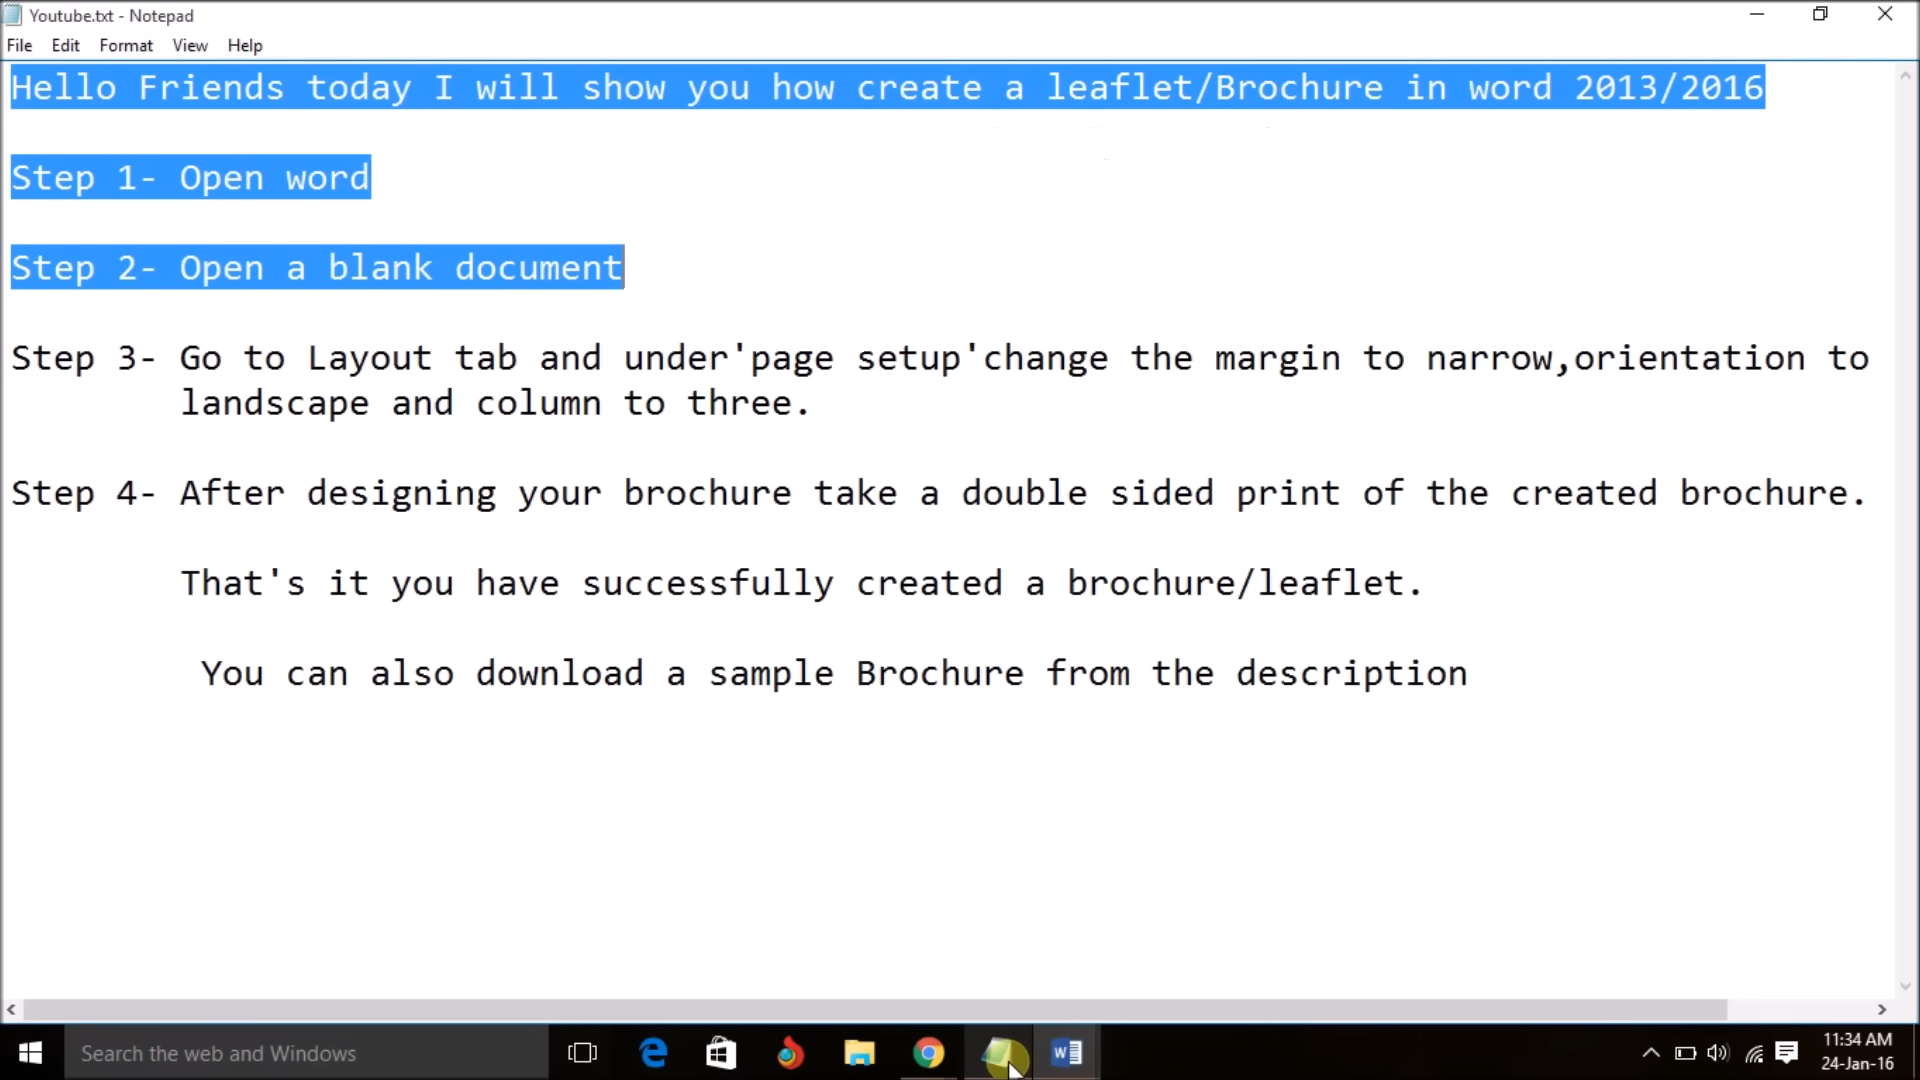 Youtube.txt - Notepad
File Edit Format View Help
Hello Friends today I will show you how create a leaflet/Brochure in word 2013/2016
Step 1- Open word
Step 2- Open a blank document
Step 3- Go to Layout tab and under'page setup'change the margin to narrow,orientation to
landscape and column to three.
Step 4- After designing your brochure take a double sided print of the created brochure.
That's it you have successfully created a brochure/leaflet.
You can also download a sample Brochure from the description
Search the web and Windows
11:34 AM
24-Jan-16